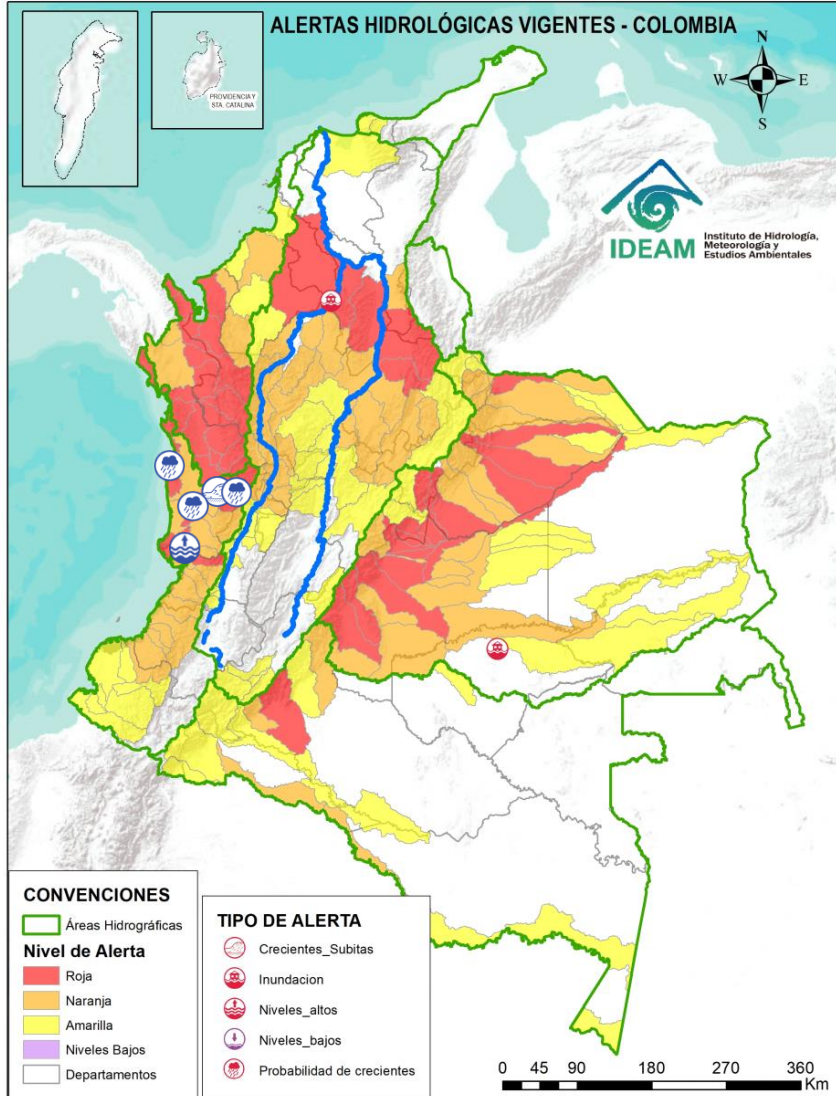 ALERTAS HIDROLÓGICAS VIGENTES - COLOMBIA
PROVIDENCIA Y
STA. CATALINA
N
W
E
S
IDEAM
Instituto de Hidrología,
Meteorología y
Estudios Ambientales
CONVENCIONES
Áreas Hidrográficas
Nivel de Alerta
Roja
Naranja
Amarilla
Niveles Bajos
Departamentos
TIPO DE ALERTA
Crecientes_Subitas
Inundacion
Niveles_altos
Niveles_bajos
Probabilidad de crecientes
0 45 90 180 270 360
Km